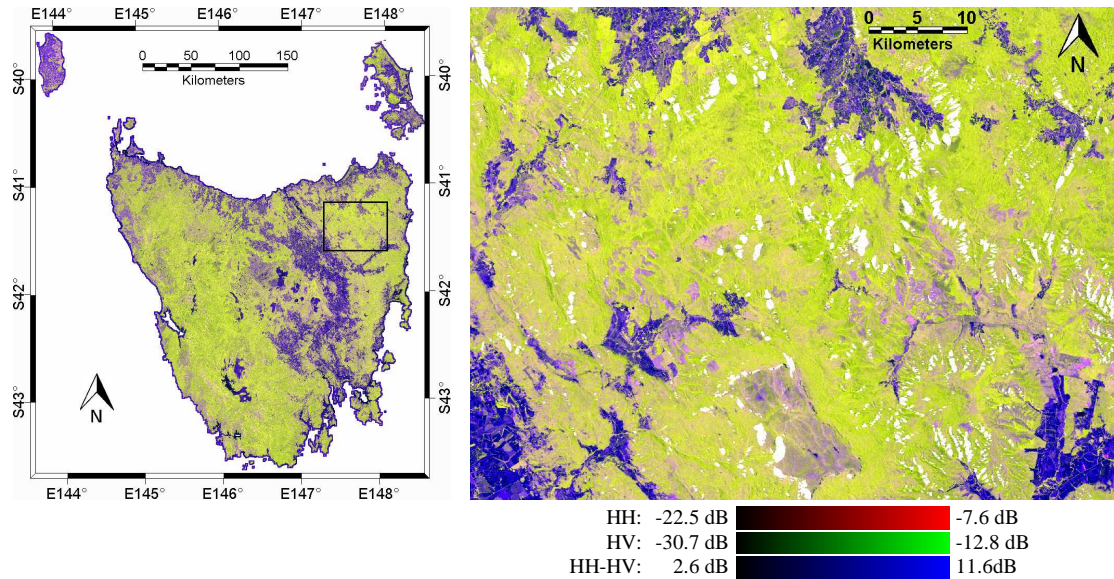 E144° E145° E146° E147° E148°
0 50 100 150
Kilometers
S40° S40°
S41° S41°
S42° S42°
S43° S43°
N
E144° E145° E146° E147° E148°
0 5 10
Kilometers
N
HH: -22.5 dB -7.6 dB
HV: -30.7 dB -12.8 dB
HH-HV: 2.6 dB 11.6dB